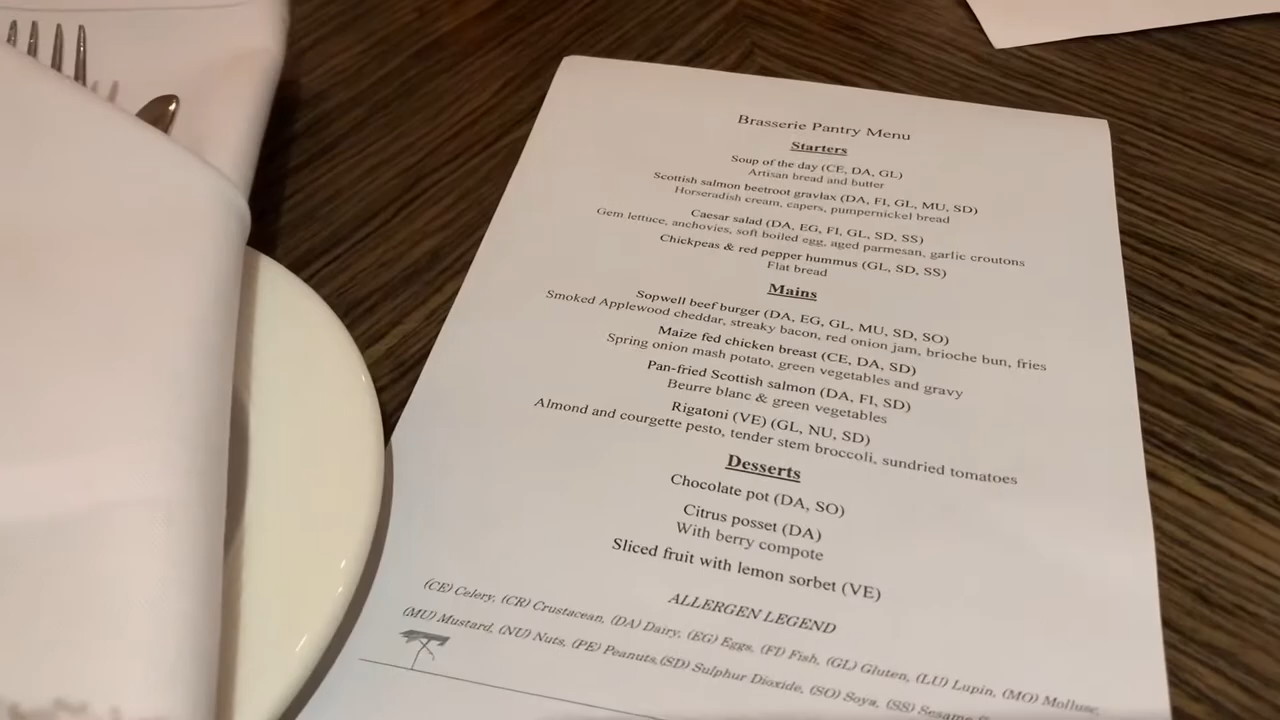 Brasserie Pantry Menu
Starters
Soup of the day (CE, DA, GL)
Artisan bread and butter
Scottish salmon beetroot gravlax (DA, FI, GL, MU, SD)
Horseradish cream, capers, pumpernickel bread
Caesar salad (DA, EG, FI, GL, SD, SS)
Gem lettuce, anchovies, soft boiled egg, aged parmesan, garlic croutons
Chickpeas & red pepper hummus (GL, SD, SS)
Flat bread
Mains
Sopwell beef burger (DA, EG, GL, MU, SD, SO)
Smoked Applewood cheddar, streaky bacon, red onion jam, brioche bun, fries
Maize fed chicken breast (CE, DA, SD)
Spring onion mash potato, green vegetables and gravy
Pan-fried Scottish salmon (DA, FI, SD)
Beurre blanc & green vegetables
Rigatoni (VE) (GL, NU, SD)
Almond and courgette pesto, tender stem broccoli, sundried tomatoes
Desserts
Chocolate pot (DA, SO)
Citrus posset (DA)
With berry compote
Sliced fruit with lemon sorbet (VE)
ALLERGEN LEGEND
(CE) Celery, (CR) Crustacean, (DA) Dairy, (EG) Eggs, (FI) Fish, (GL) Gluten, (LU) Lupin, (MO) Mollusc,
(MU) Mustard, (NU) Nuts, (PE) Peanuts,(SD) Sulphur Dioxide, (SO) Soya, (SS) Sesame